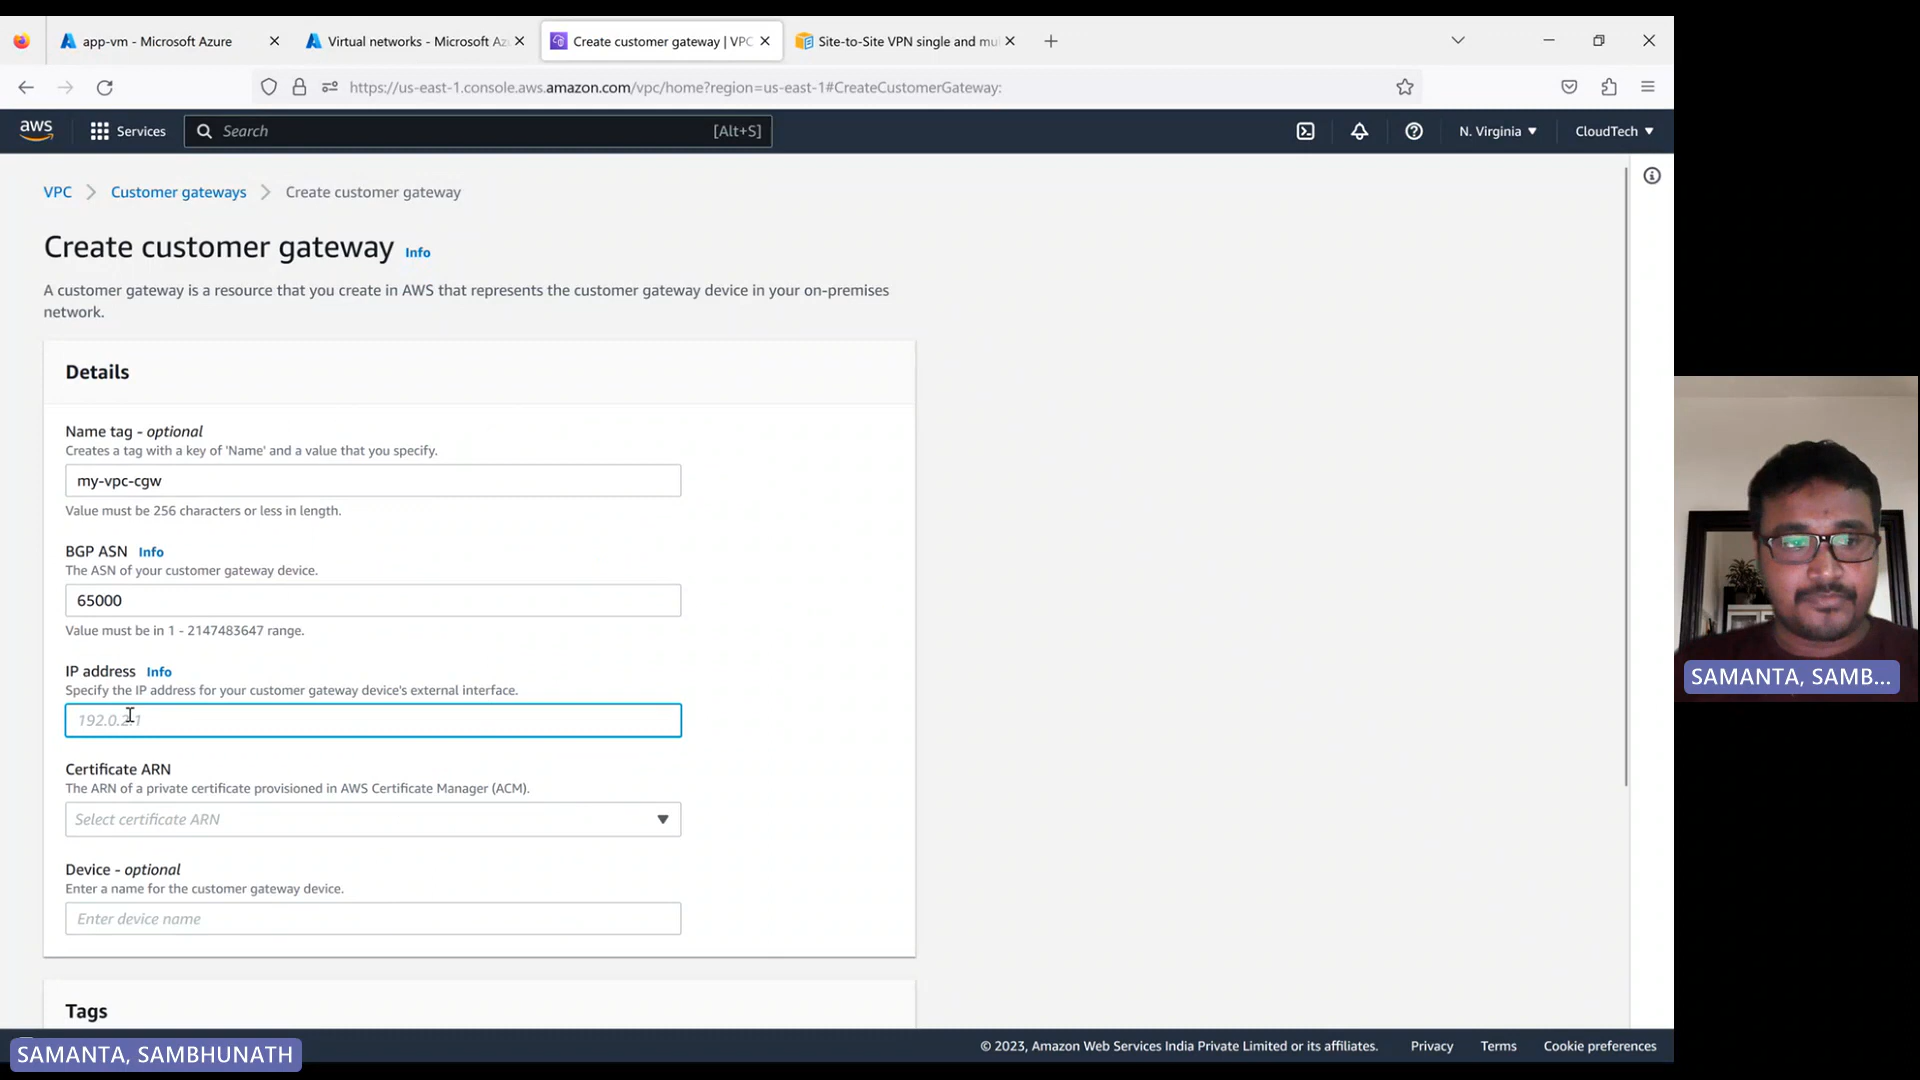 app-vm - Microsoft Azure
Virtual networks - Microsoft Az
Create customer gateway | VPC
Site-to-Site VPN single and mul
https://us-east-1.console.aws.amazon.com/vpc/home?region=us-east-1#CreateCustomerGateway:
aws
Services
Search
[Alt+S]
N. Virginia
CloudTech
VPC
Customer gateways
Create customer gateway
Create customer gateway Info
A customer gateway is a resource that you create in AWS that represents the customer gateway device in your on-premises
network.
Details
Name tag - optional
Creates a tag with a key of 'Name' and a value that you specify.
my-vpc-cgw
Value must be 256 characters or less in length.
BGP ASN Info
The ASN of your customer gateway device.
65000
Value must be in 1 - 2147483647 range.
IP address Info
Specify the IP address for your customer gateway device's external interface.
192.0.2.1
Certificate ARN
The ARN of a private certificate provisioned in AWS Certificate Manager (ACM).
Select certificate ARN
Device - optional
Enter a name for the customer gateway device.
Enter device name
Tags
© 2023, Amazon Web Services India Private Limited or its affiliates.
Privacy
Terms
Cookie preferences
SAMANTA, SAMBHUNATH
SAMANTA, SAMB...